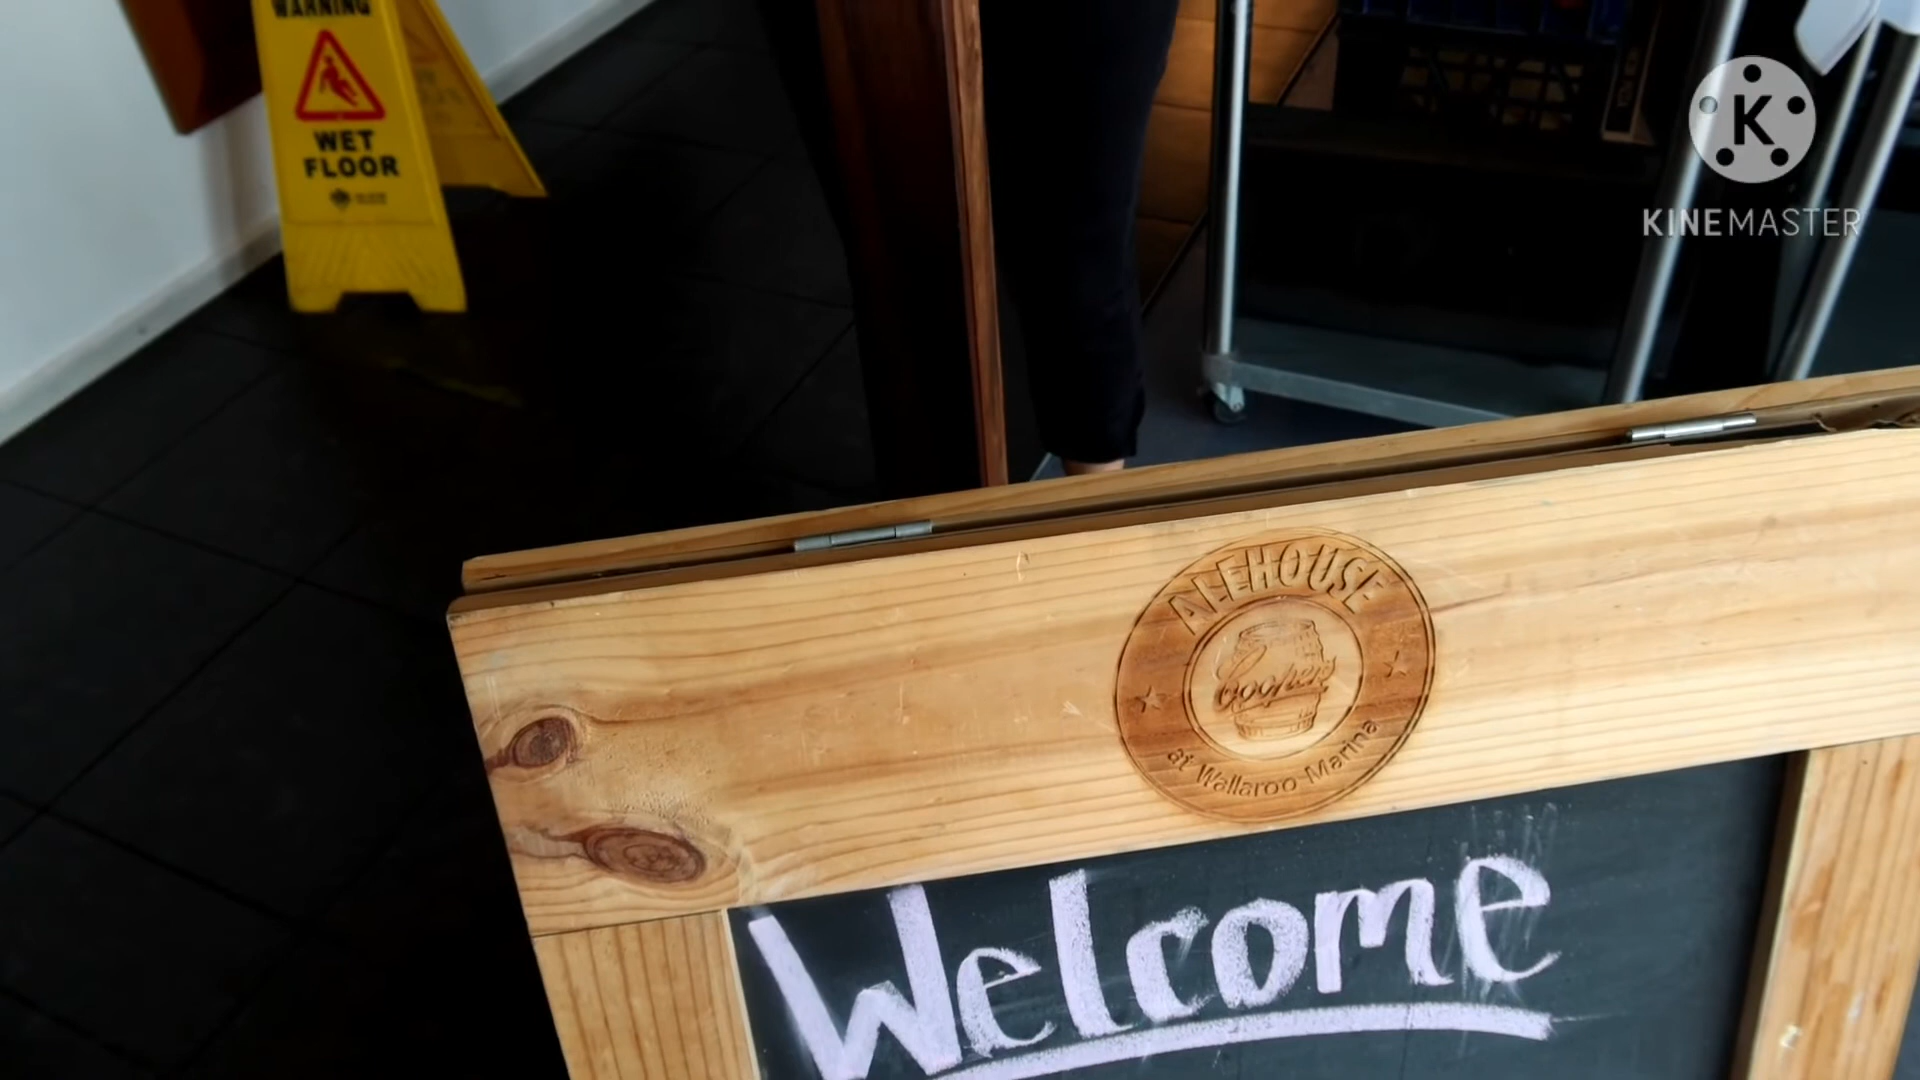 WARNING
WET
FLOOR
K
KINEMASTER
ALEHOUSE
Coopers
at Wallaroo Marina
Welcome